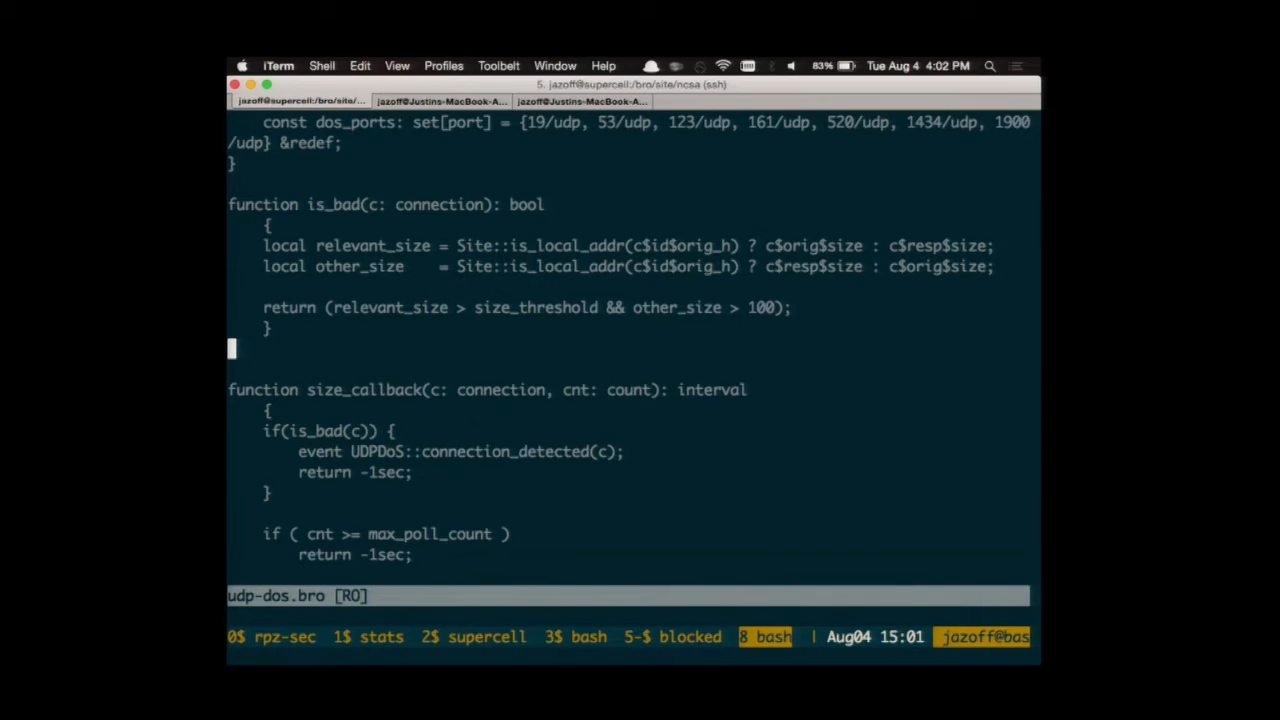 iTerm Shell Edit View Profiles Toolbelt Window Help 83% Tue Aug 4 4:02 PM
5. jazoff@supercell:/bro/site/ncsa (ssh)
jazoff@supercell:/bro/site/... jazoff@Justins-MacBook-A... jazoff@Justins-MacBook-A...
const dos_ports: set[port] = {19/udp, 53/udp, 123/udp, 161/udp, 520/udp, 1434/udp, 1900
/udp} &redef;
}
function is_bad(c: connection): bool
{
local relevant_size = Site::is_local_addr(c$id$orig_h) ? c$orig$size : c$resp$size;
local other_size    = Site::is_local_addr(c$id$orig_h) ? c$resp$size : c$orig$size;
return (relevant_size > size_threshold && other_size > 100);
}
function size_callback(c: connection, cnt: count): interval
{
if(is_bad(c)) {
event UDPDoS::connection_detected(c);
return -1sec;
}
if ( cnt >= max_poll_count )
return -1sec;
udp-dos.bro [RO]
0$ rpz-sec 1$ stats 2$ supercell 3$ bash 5-$ blocked 8 bash | Aug04 15:01 jazoff@bas